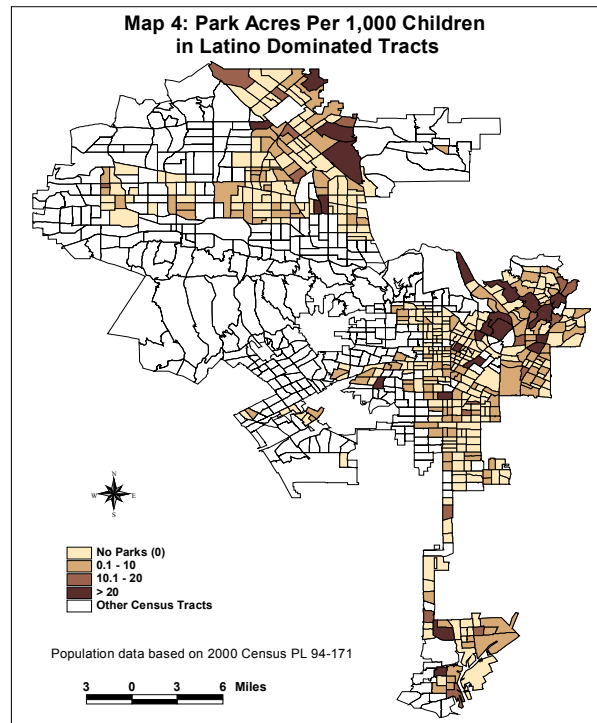 Map 4: Park Acres Per 1,000 Children
in Latino Dominated Tracts
N
W E
S
No Parks (0)
0.1 - 10
10.1 - 20
> 20
Other Census Tracts
Population data based on 2000 Census PL 94-171
3 0 3 6 Miles